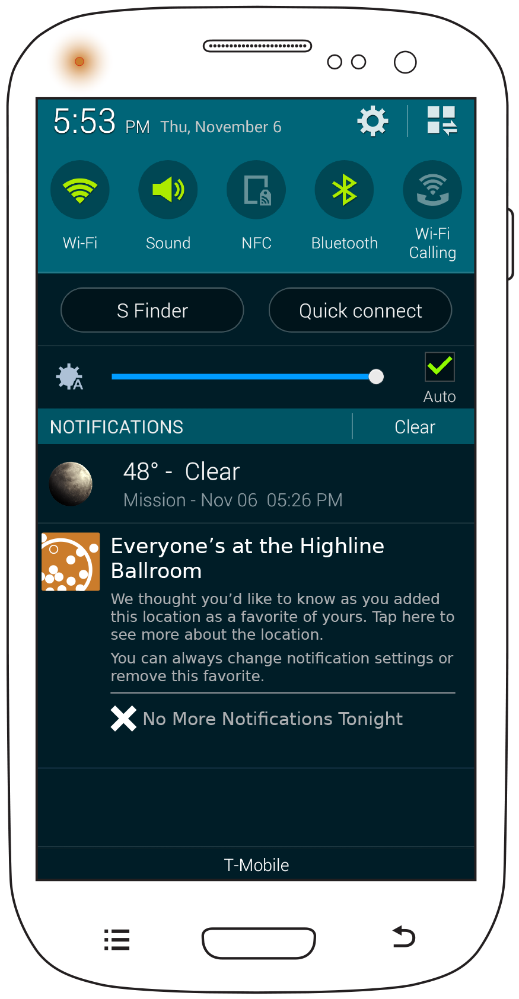 5:53 PM Thu, November 6
Wi-Fi
Sound
NFC
Bluetooth
Wi-Fi
Calling
S Finder
Quick connect
A
Auto
NOTIFICATIONS
Clear
48° - Clear
Mission - Nov 06 05:26 PM
Everyone’s at the Highline
Ballroom
We thought you’d like to know as you added
this location as a favorite of yours. Tap here to
see more about the location.
You can always change notification settings or
remove this favorite.
No More Notifications Tonight
T-Mobile